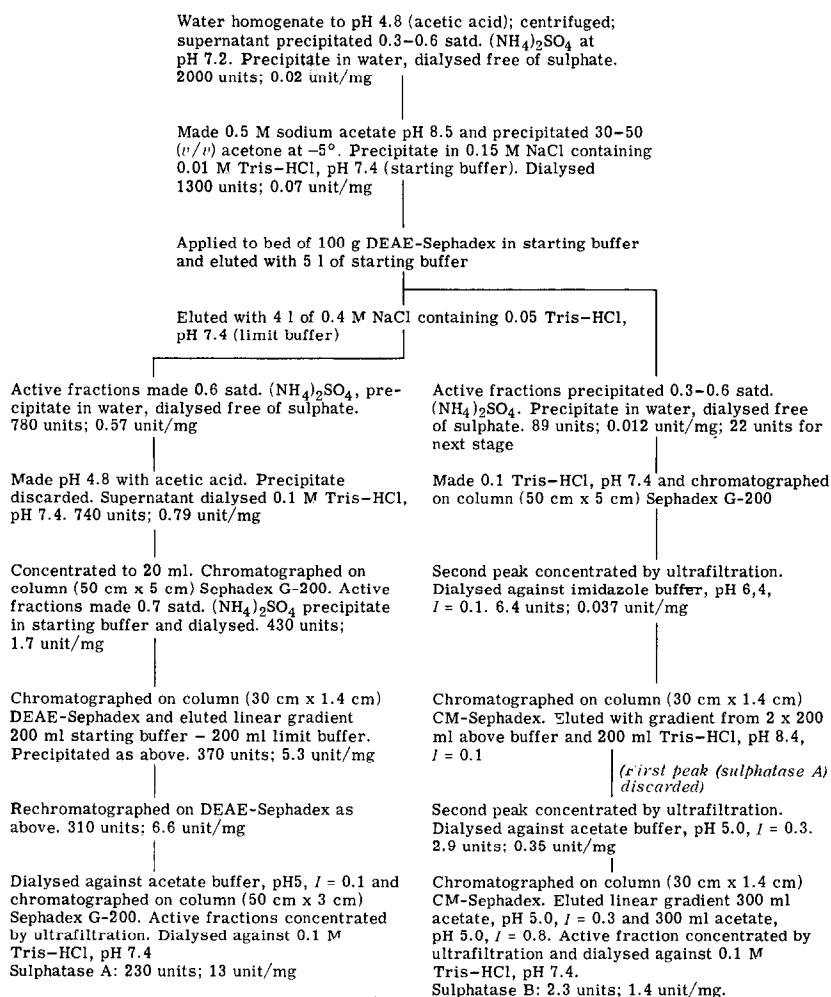 Water homogenate to pH 4.8 (acetic acid); centrifuged;
supernatant precipitated 0.3–0.6 satd. (NH₄)₂SO₄ at
pH 7.2. Precipitate in water, dialysed free of sulphate.
2000 units; 0.02 unit/mg
Made 0.5 M sodium acetate pH 8.5 and precipitated 30–50
(v/v) acetone at –5°. Precipitate in 0.15 M NaCl containing
0.01 M Tris–HCl, pH 7.4 (starting buffer). Dialysed
1300 units; 0.07 unit/mg
Applied to bed of 100 g DEAE-Sephadex in starting buffer
and eluted with 5 l of starting buffer
Eluted with 4 l of 0.4 M NaCl containing 0.05 Tris–HCl,
pH 7.4 (limit buffer)
Active fractions made 0.6 satd. (NH₄)₂SO₄, pre-
cipitate in water, dialysed free of sulphate.
780 units; 0.57 unit/mg
Made pH 4.8 with acetic acid. Precipitate
discarded. Supernatant dialysed 0.1 M Tris–HCl,
pH 7.4. 740 units; 0.79 unit/mg
Concentrated to 20 ml. Chromatographed on
column (50 cm x 5 cm) Sephadex G-200. Active
fractions made 0.7 satd. (NH₄)₂SO₄ precipitate
in starting buffer and dialysed. 430 units;
1.7 unit/mg
Chromatographed on column (30 cm x 1.4 cm)
DEAE-Sephadex and eluted linear gradient
200 ml starting buffer – 200 ml limit buffer.
Precipitated as above. 370 units; 5.3 unit/mg
Rechromatographed on DEAE-Sephadex as
above. 310 units; 6.6 unit/mg
Dialysed against acetate buffer, pH5, I = 0.1 and
chromatographed on column (50 cm x 3 cm)
Sephadex G-200. Active fractions concentrated
by ultrafiltration. Dialysed against 0.1 M
Tris–HCl, pH 7.4
Sulphatase A: 230 units; 13 unit/mg
Active fractions precipitated 0.3–0.6 satd.
(NH₄)₂SO₄. Precipitate in water, dialysed free
of sulphate. 89 units; 0.012 unit/mg; 22 units for
next stage
Made 0.1 Tris–HCl, pH 7.4 and chromatographed
on column (50 cm x 5 cm) Sephadex G-200
Second peak concentrated by ultrafiltration.
Dialysed against imidazole buffer, pH 6,4,
I = 0.1. 6.4 units; 0.037 unit/mg
Chromatographed on column (30 cm x 1.4 cm)
CM-Sephadex. Eluted with gradient from 2 x 200
ml above buffer and 200 ml Tris–HCl, pH 8.4,
I = 0.1
(First peak (sulphatase A)
discarded)
Second peak concentrated by ultrafiltration.
Dialysed against acetate buffer, pH 5.0, I = 0.3.
2.9 units; 0.35 unit/mg
Chromatographed on column (30 cm x 1.4 cm)
CM-Sephadex. Eluted linear gradient 300 ml
acetate, pH 5.0, I = 0.3 and 300 ml acetate,
pH 5.0, I = 0.8. Active fraction concentrated by
ultrafiltration and dialysed against 0.1 M
Tris–HCl, pH 7.4.
Sulphatase B: 2.3 units; 1.4 unit/mg.